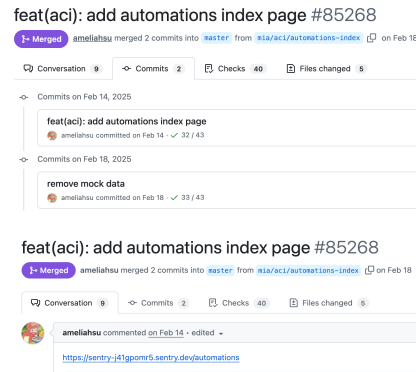 feat(aci): add automations index page #85268
Merged ameliahsu merged 2 commits into master from mia/aci/automations-index on Feb 18
Conversation 9 Commits 2 Checks 40 Files changed 5
Commits on Feb 14, 2025
feat(aci): add automations index page
ameliahsu committed on Feb 14 · ✓ 32 / 43
Commits on Feb 18, 2025
remove mock data
ameliahsu committed on Feb 18 · ✓ 33 / 43
feat(aci): add automations index page #85268
Merged ameliahsu merged 2 commits into master from mia/aci/automations-index on Feb 18
Conversation 9 Commits 2 Checks 40 Files changed 5
ameliahsu commented on Feb 14 • edited
https://sentry-j41gpomr5.sentry.dev/automations